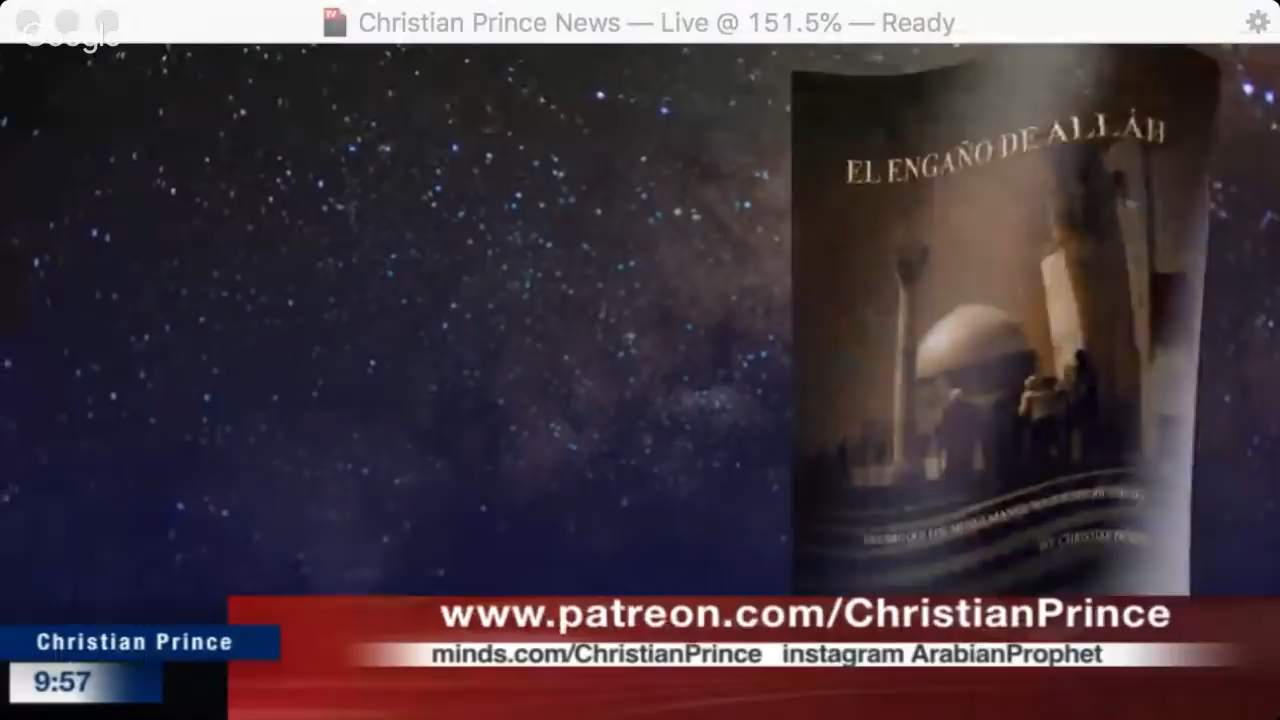 Christian Prince News — Live @ 151.5% — Ready
Google
EL ENGAÑO DE ALLÁH
www.patreon.com/ChristianPrince
Christian Prince
minds.com/ChristianPrince instagram ArabianProphet
9:57